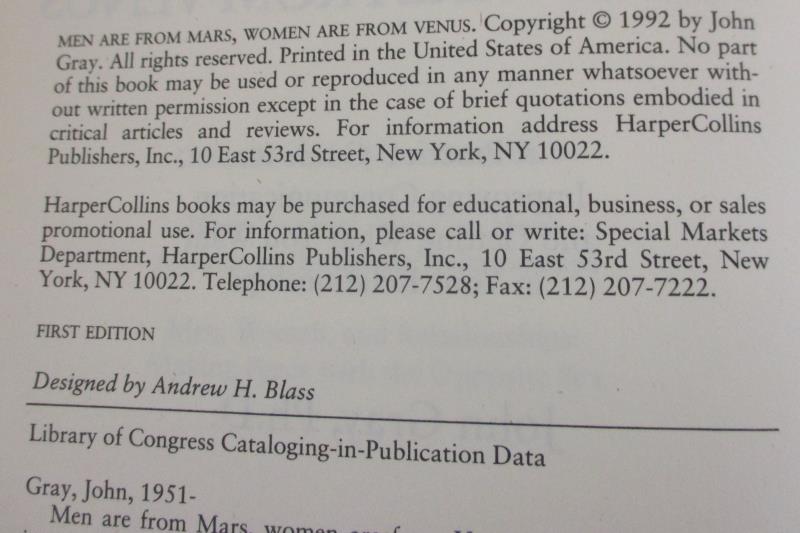 MEN ARE FROM MARS, WOMEN ARE FROM VENUS. Copyright © 1992 by John
Gray. All rights reserved. Printed in the United States of America. No part
of this book may be used or reproduced in any manner whatsoever with-
out written permission except in the case of brief quotations embodied in
critical articles and reviews. For information address HarperCollins
Publishers, Inc., 10 East 53rd Street, New York, NY 10022.
HarperCollins books may be purchased for educational, business, or sales
promotional use. For information, please call or write: Special Markets
Department, HarperCollins Publishers, Inc., 10 East 53rd Street, New
York, NY 10022. Telephone: (212) 207-7528; Fax: (212) 207-7222.
FIRST EDITION
Designed by Andrew H. Blass
Library of Congress Cataloging-in-Publication Data
Gray, John, 1951-
Men are from Mars, women are from